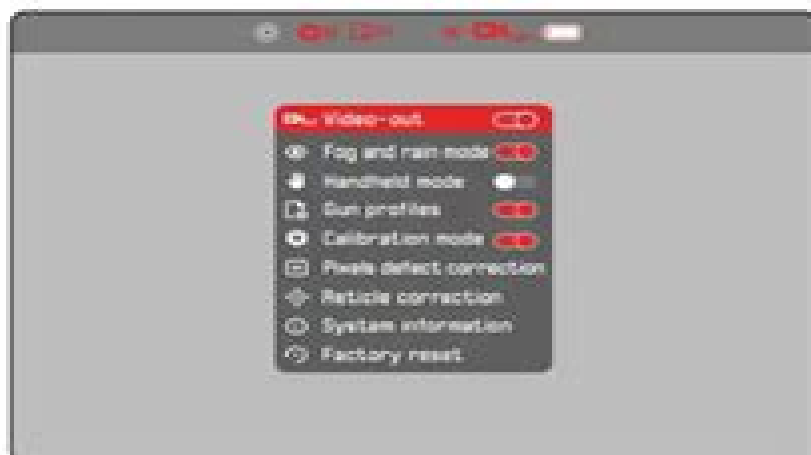 Video-out
Fog and rain mode
Handheld mode
Gun profiles
Calibration mode
Pixels defect correction
Reticle correction
System information
Factory reset